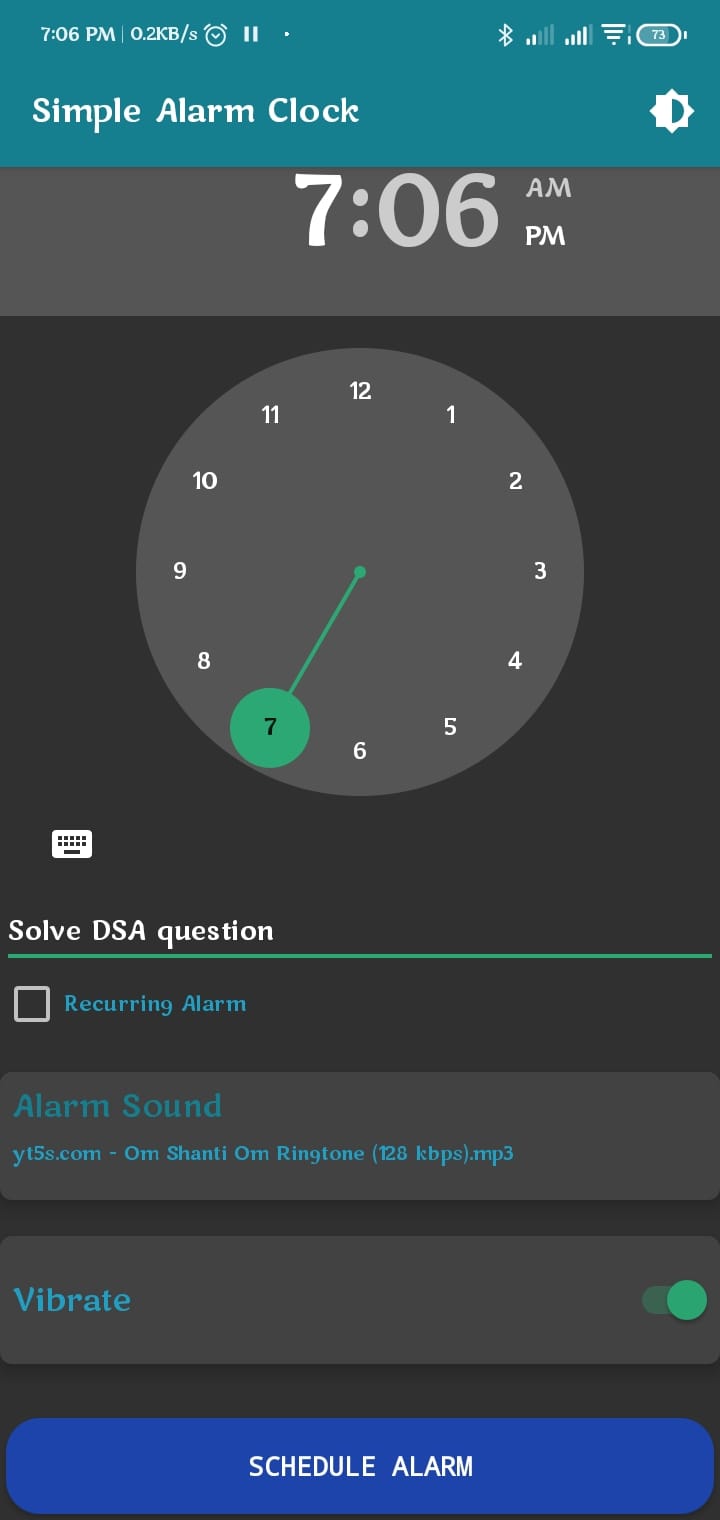 7:06 PM | 0.2KB/s 73
Simple Alarm Clock
7:06 AM
PM
12
11 1
10 2
9 3
8 4
7 5
6
Solve DSA question
Recurring Alarm
Alarm Sound
yt5s.com - Om Shanti Om Ringtone (128 kbps).mp3
Vibrate
SCHEDULE ALARM